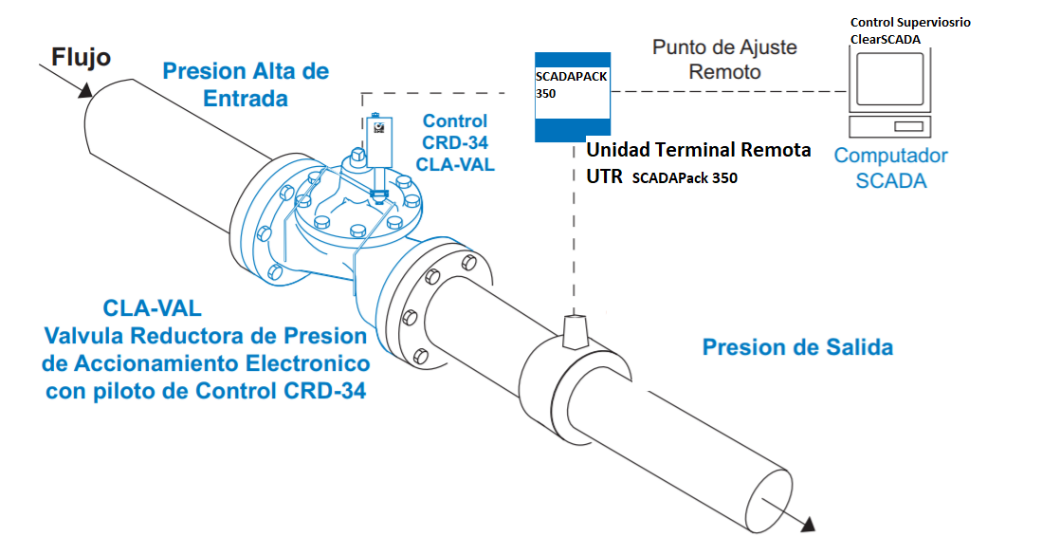 Control Superviosrio
ClearSCADA
Flujo
Presion Alta de
Entrada
Punto de Ajuste
Remoto
SCADAPACK
350
Control
CRD-34
CLA-VAL
Unidad Terminal Remota
UTR SCADAPack 350
Computador
SCADA
CLA-VAL
Valvula Reductora de Presion
de Accionamiento Electronico
con piloto de Control CRD-34
Presion de Salida